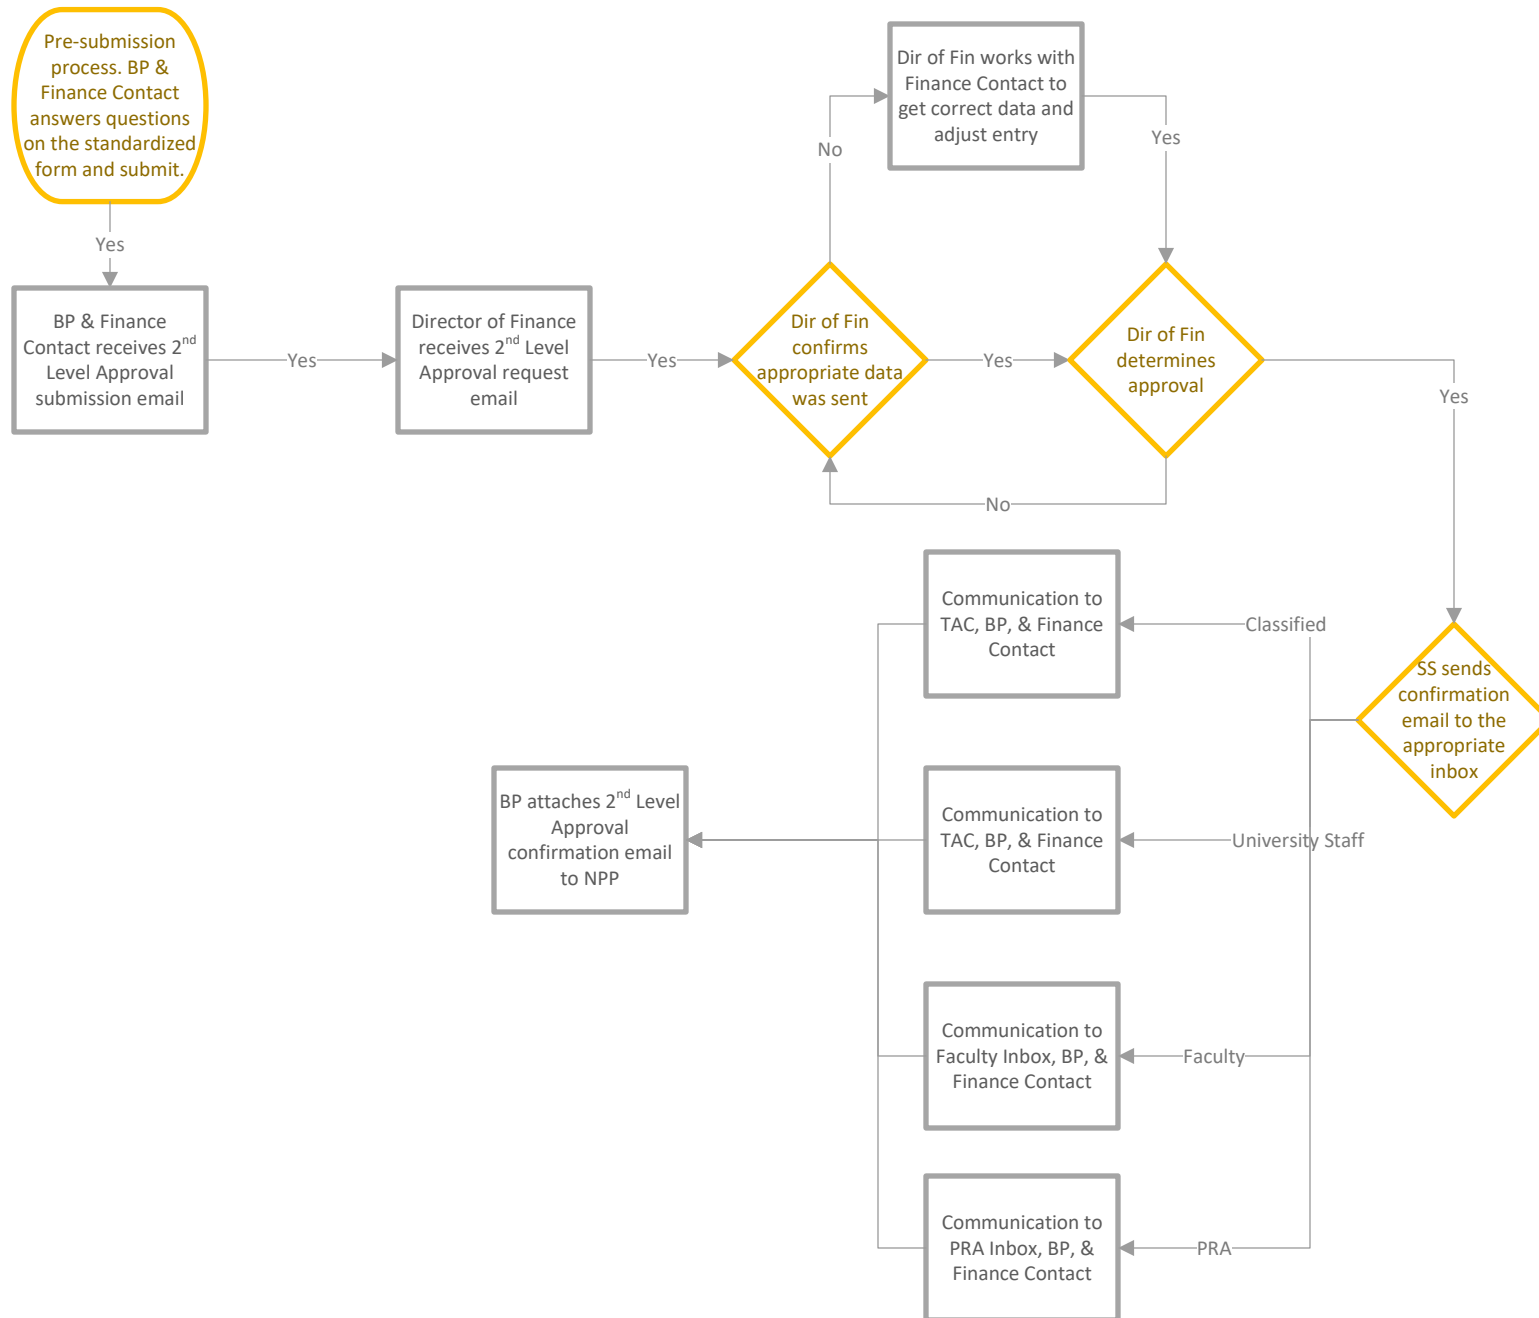 Pre-submission
process. BP &
Finance Contact
answers questions
on the standardized
form and submit.
Yes
BP & Finance
Contact receives 2nd
Level Approval
submission email
Yes
Director of Finance
receives 2nd Level
Approval request
email
Yes
Dir of Fin
confirms
appropriate data
was sent
No
Dir of Fin works with
Finance Contact to
get correct data and
adjust entry
Yes
Yes
Dir of Fin
determines
approval
No
Yes
SS sends
confirmation
email to the
appropriate
inbox
Classified
Communication to
TAC, BP, & Finance
Contact
University Staff
Communication to
TAC, BP, & Finance
Contact
Faculty
Communication to
Faculty Inbox, BP, &
Finance Contact
PRA
Communication to
PRA Inbox, BP, &
Finance Contact
BP attaches 2nd Level
Approval
confirmation email
to NPP